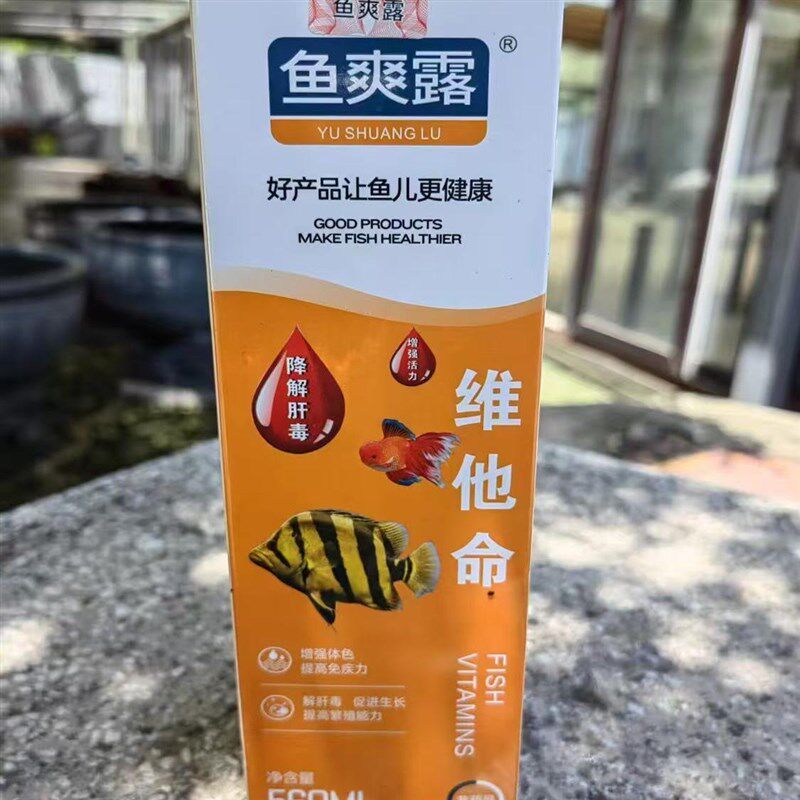 鱼爽露
鱼爽露®
YU SHUANG LU
好产品让鱼儿更健康
GOOD PRODUCTS
MAKE FISH HEALTHIER
降解肝毒
增强活力
维他命
FISH
VITAMINS
增强体色
提高免疾力
解肝毒 促进生长
提高繁殖能力
净含量
560ML